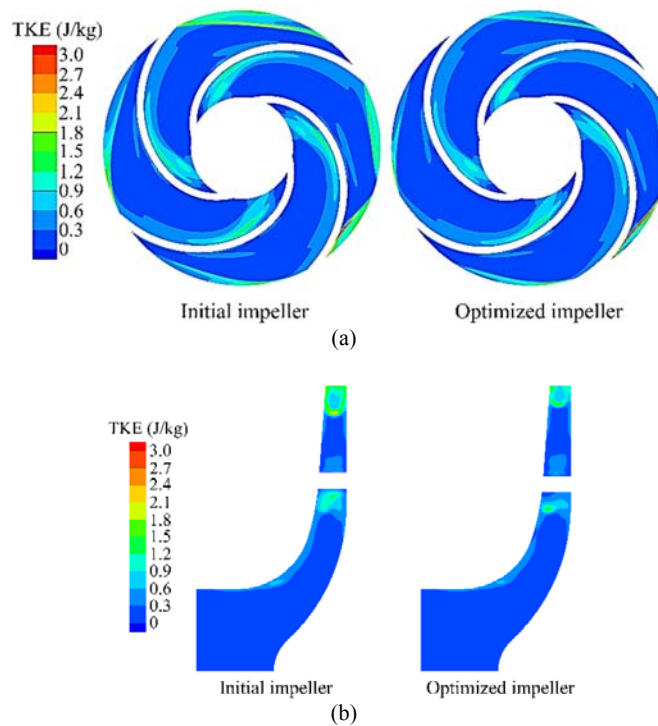 TKE (J/kg)
3.0
2.7
2.4
2.1
1.8
1.5
1.2
0.9
0.6
0.3
0
Initial impeller
Optimized impeller
(a)
TKE (J/kg)
3.0
2.7
2.4
2.1
1.8
1.5
1.2
0.9
0.6
0.3
0
Initial impeller
Optimized impeller
(b)